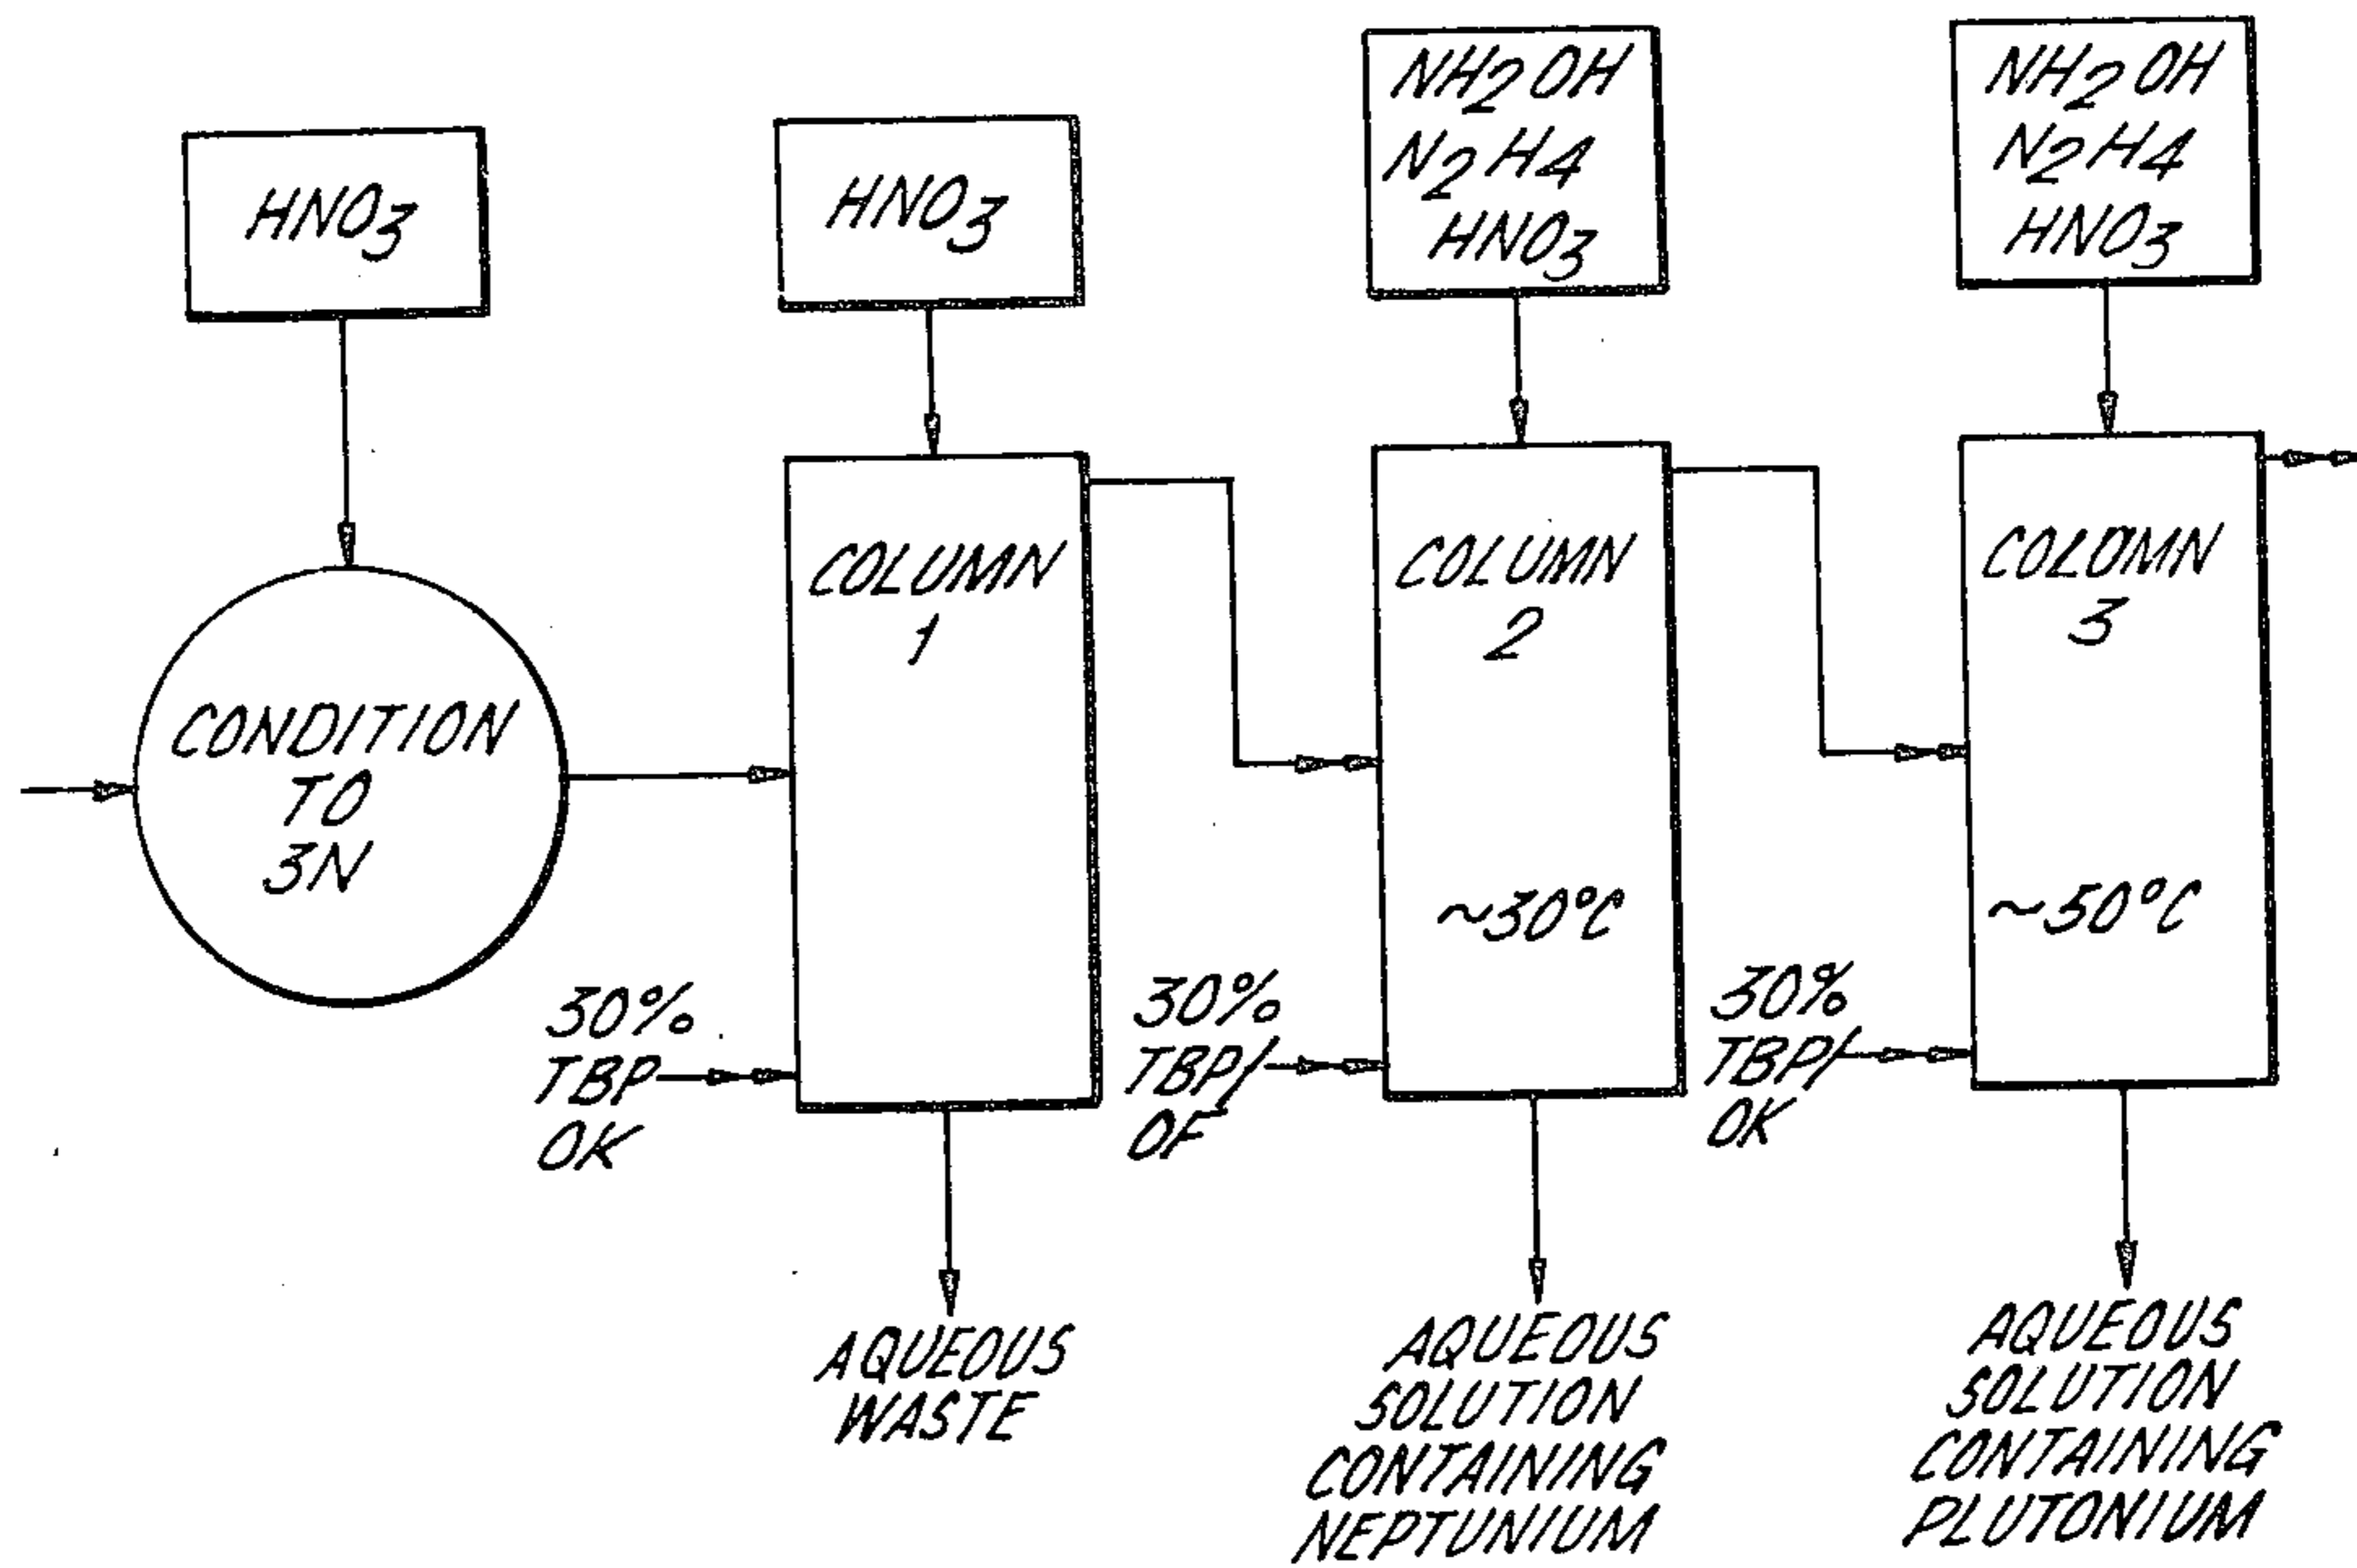 HNO3
HNO3
NH2OH
N2H4
HNO3
NH2OH
N2H4
HNO3
CONDITION
TO
3N
COLUMN
1
COLUMN
2
~30°C
COLUMN
3
~50°C
30%
TBP
OK
30%
TBP/
OF
30%
TBP/
OK
AQUEOUS
WASTE
AQUEOUS
SOLUTION
CONTAINING
NEPTUNIUM
AQUEOUS
SOLUTION
CONTAINING
PLUTONIUM